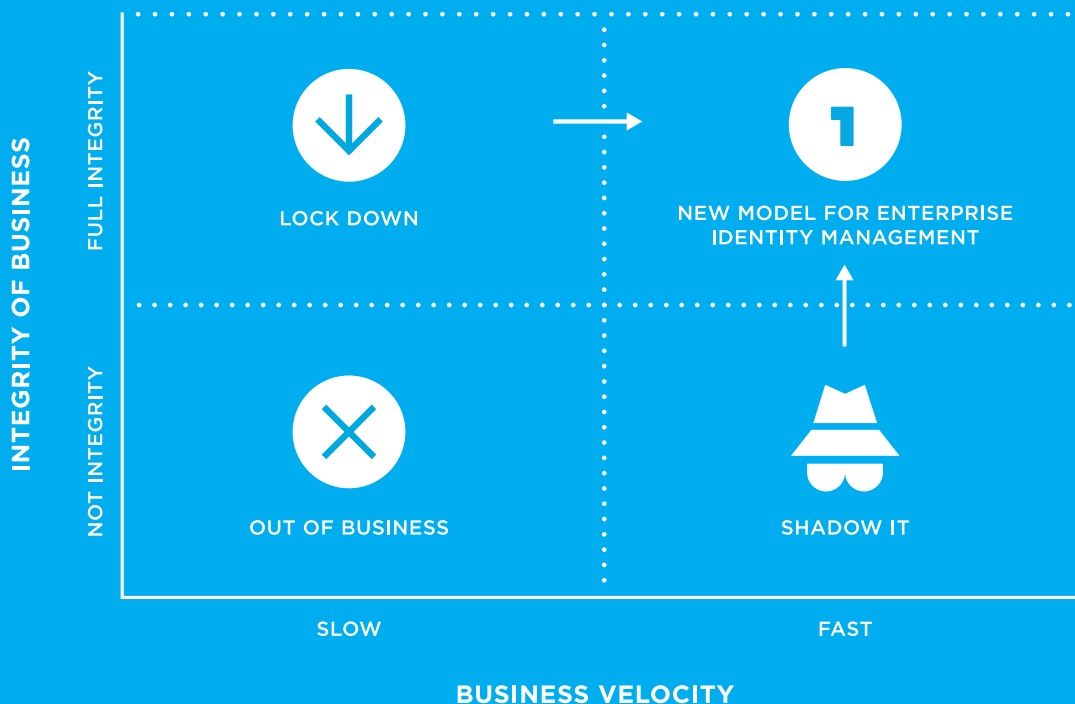 INTEGRITY OF BUSINESS
FULL INTEGRITY
NOT INTEGRITY
LOCK DOWN
1
NEW MODEL FOR ENTERPRISE
IDENTITY MANAGEMENT
OUT OF BUSINESS
SHADOW IT
SLOW
FAST
BUSINESS VELOCITY